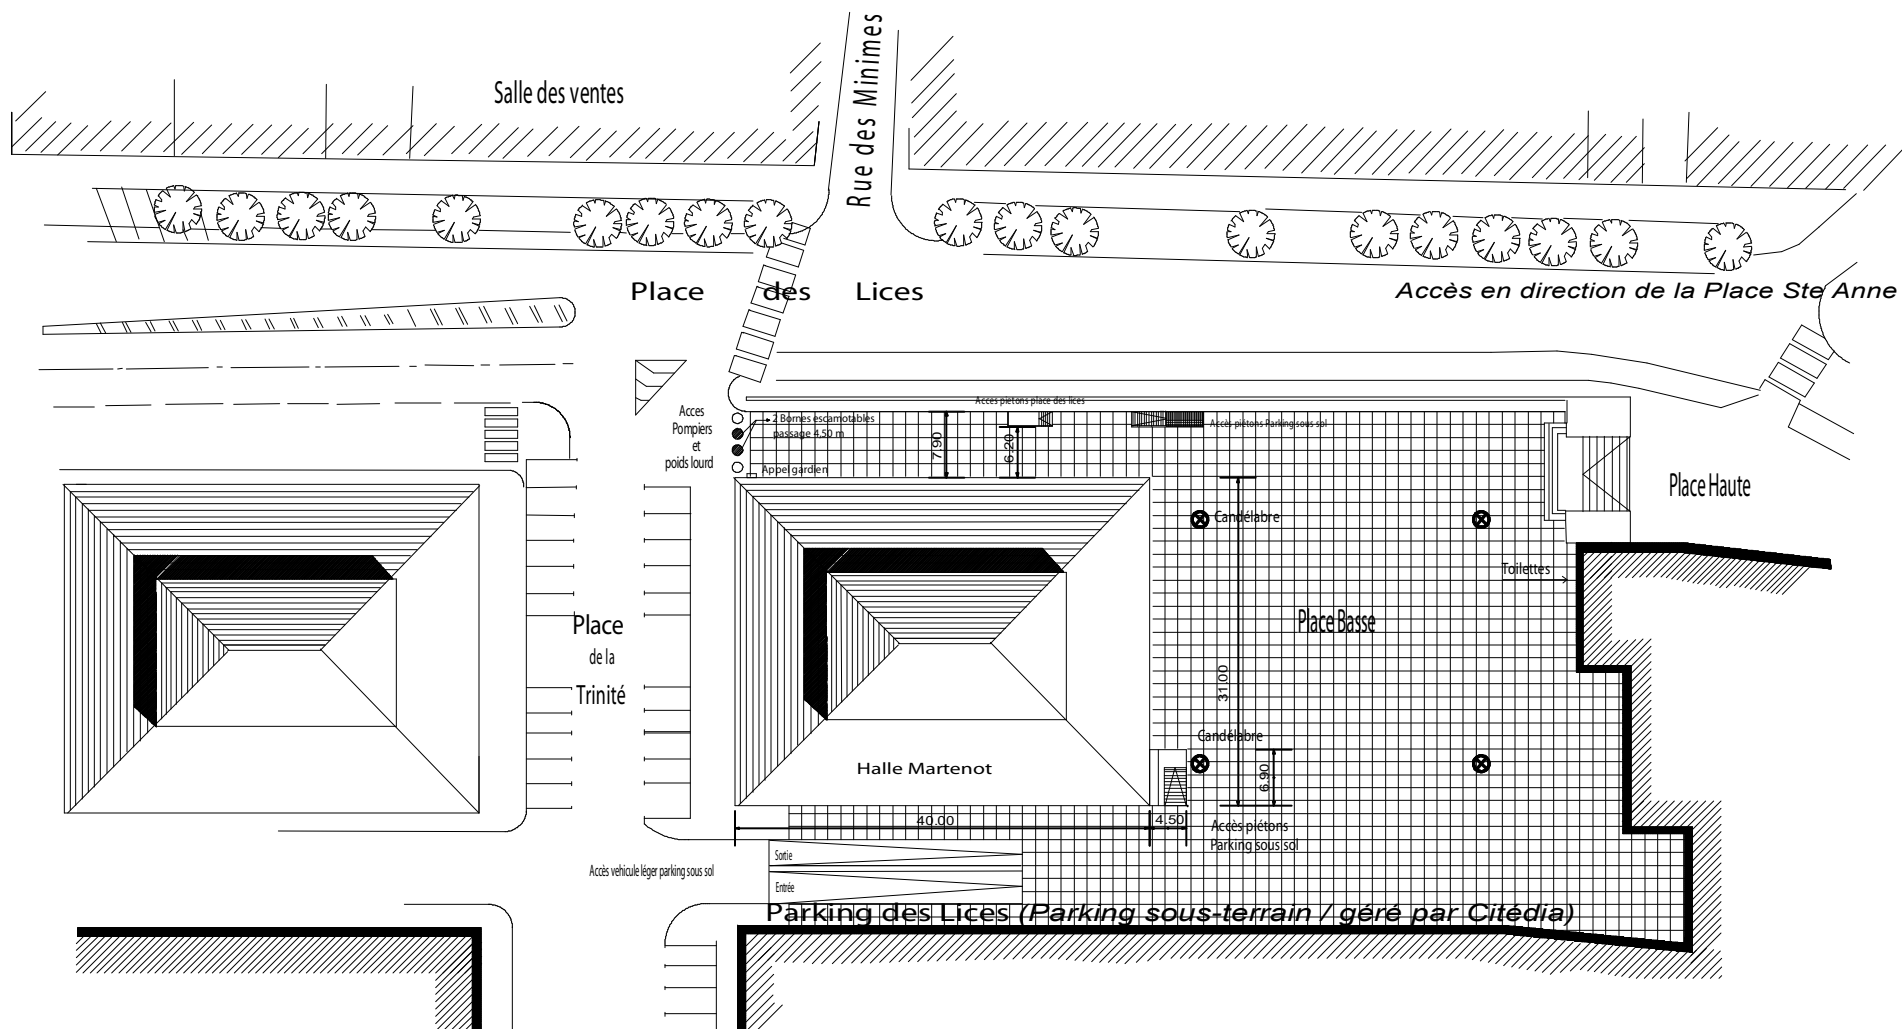 Salle des ventes
Rue des Minimes
Place des Lices
Accès en direction de la Place Ste Anne
Acces
Pompiers
et
poids lourd
2 Bornes escamotables
passage 4.50 m
Appel gardien
Acces pietons place des lices
Accès piétons Parking sous sol
7.90
6.20
Place Haute
Candélabre
Toilettes
Place
de la
Trinité
Place Basse
31.00
Candélabre
6.90
Halle Martenot
40.00
4.50
Accès piétons
Parking sous sol
Sortie
Accès vehicule léger parking sous sol
Entrée
Parking des Lices (Parking sous-terrain / géré par Citédia)